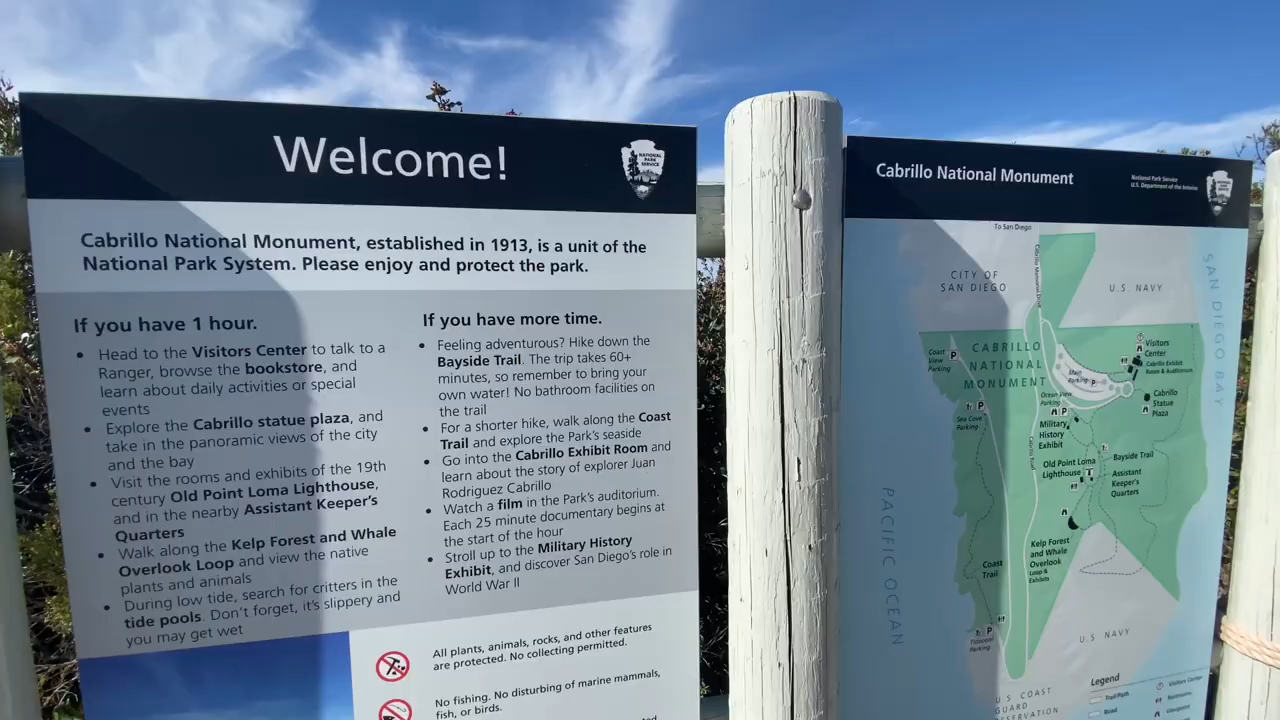 Welcome!
NATIONAL
PARK
SERVICE
Cabrillo National Monument, established in 1913, is a unit of the
National Park System. Please enjoy and protect the park.
If you have 1 hour.
• Head to the Visitors Center to talk to a
Ranger, browse the bookstore, and
learn about daily activities or special
events
• Explore the Cabrillo statue plaza, and
take in the panoramic views of the city
and the bay
• Visit the rooms and exhibits of the 19th
century Old Point Loma Lighthouse,
and in the nearby Assistant Keeper's
Quarters
• Walk along the Kelp Forest and Whale
Overlook Loop and view the native
plants and animals
• During low tide, search for critters in the
tide pools. Don't forget, it's slippery and
you may get wet
If you have more time.
• Feeling adventurous? Hike down the
Bayside Trail. The trip takes 60+
minutes, so remember to bring your
own water! No bathroom facilities on
the trail
• For a shorter hike, walk along the Coast
Trail and explore the Park's seaside
• Go into the Cabrillo Exhibit Room and
learn about the story of explorer Juan
Rodriguez Cabrillo
• Watch a film in the Park's auditorium.
Each 25 minute documentary begins at
the start of the hour
• Stroll up to the Military History
Exhibit, and discover San Diego's role in
World War II
All plants, animals, rocks, and other features
are protected. No collecting permitted.
No fishing. No disturbing of marine mammals,
fish, or birds.
Cabrillo National Monument
National Park Service
U.S. Department of the Interior
To San Diego
CITY OF
SAN DIEGO
Cabrillo Memorial Drive
U.S. NAVY
SAN DIEGO BAY
CABRILLO
NATIONAL
MONUMENT
Coast
View
Parking
P
Main
Parking
P
Visitors
Center
Cabrillo Exhibit
Room & Auditorium
Ocean View
Parking
P
Cabrillo
Statue
Plaza
Sea Cove
Parking
P
Military
History
Exhibit
Old Point Loma
Lighthouse
Bayside Trail
Assistant
Keeper's
Quarters
PACIFIC OCEAN
Kelp Forest
and Whale
Overlook
Loop &
Exhibits
Coast
Trail
P
Tidepool
Parking
U.S. NAVY
U.S. COAST
GUARD
RESERVATION
Legend
Trail/Path
Road
Visitors Center
Restrooms
Viewpoint